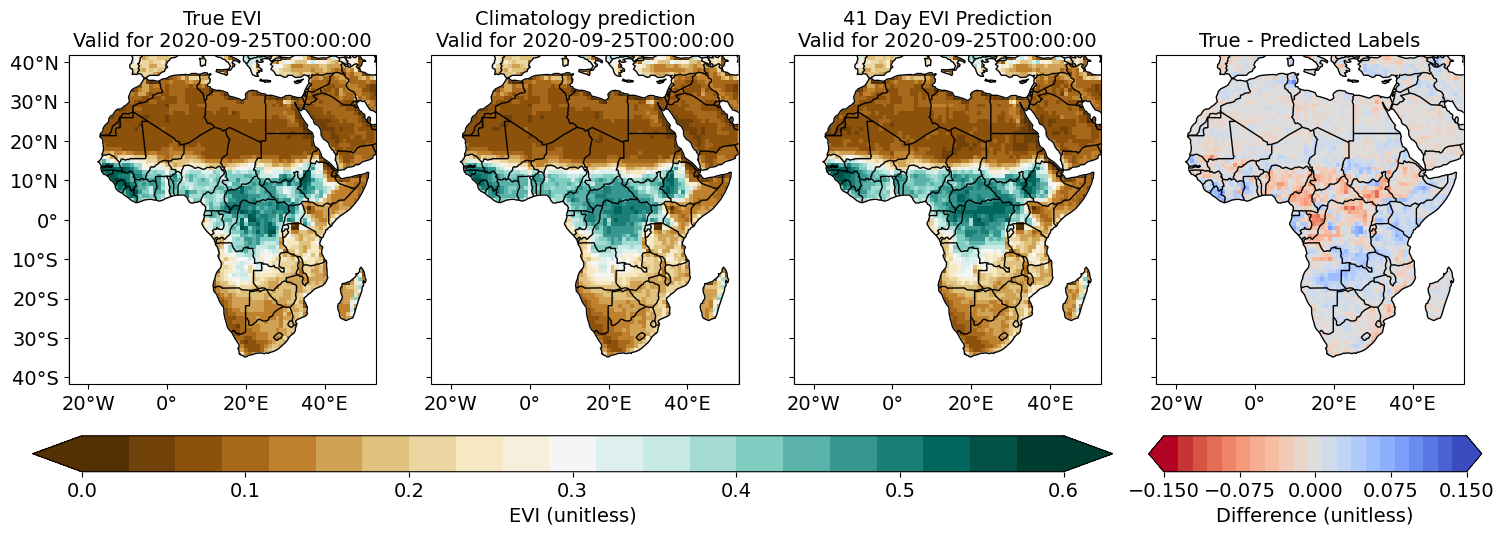 True EVI
Valid for 2020-09-25T00:00:00
Climatology prediction
Valid for 2020-09-25T00:00:00
41 Day EVI Prediction
Valid for 2020-09-25T00:00:00
True - Predicted Labels
40°N
30°N
20°N
10°N
0°
10°S
20°S
30°S
40°S
20°W 0° 20°E 40°E
20°W 0° 20°E 40°E
20°W 0° 20°E 40°E
20°W 0° 20°E 40°E
0.0 0.1 0.2 0.3 0.4 0.5 0.6
EVI (unitless)
−0.150 −0.075 0.000 0.075 0.150
Difference (unitless)